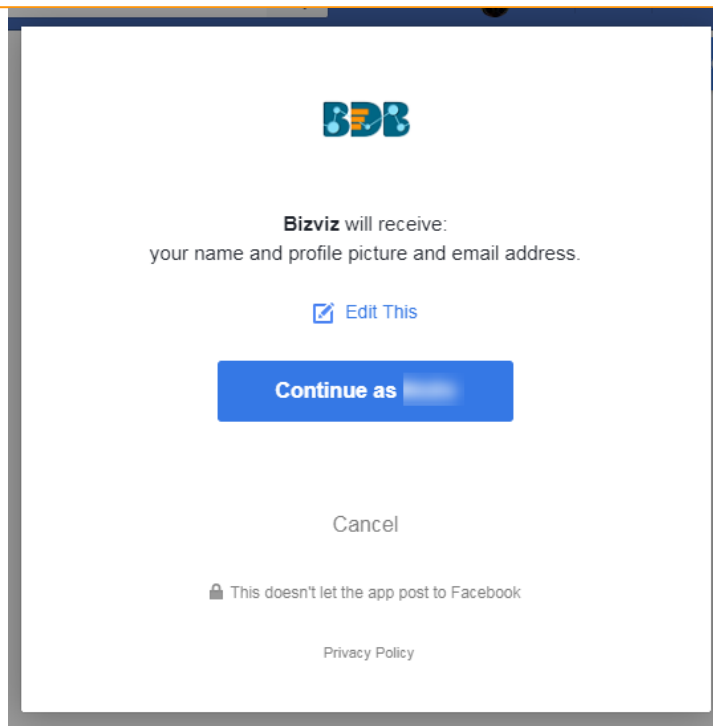 BDB
Bizviz will receive:
your name and profile picture and email address.
Edit This
Continue as
Cancel
This doesn't let the app post to Facebook
Privacy Policy